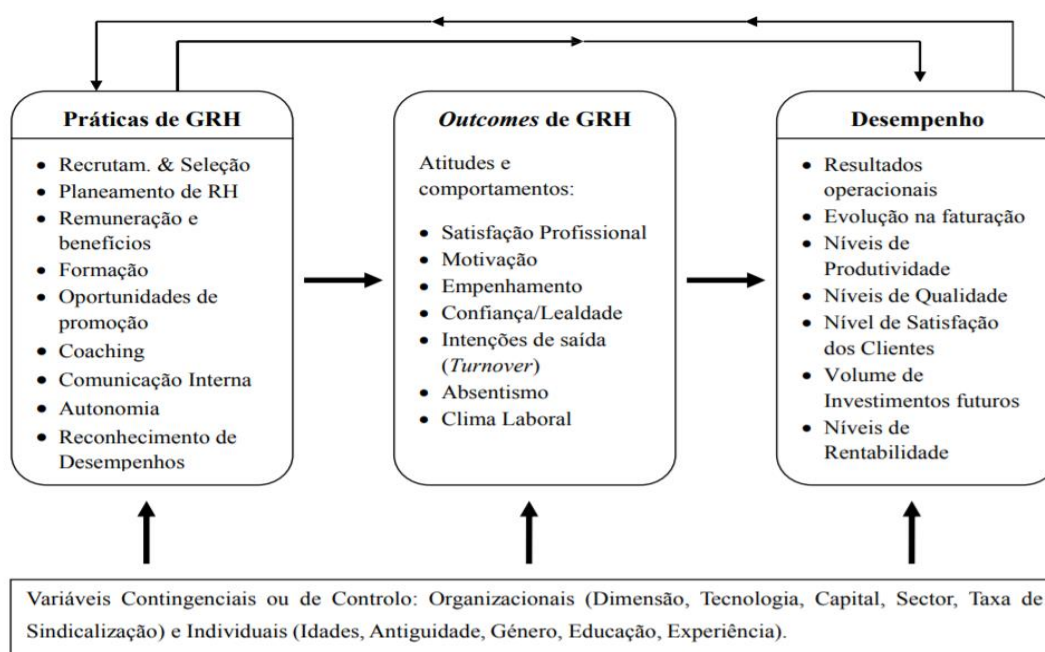 Práticas de GRH
• Recrutam. & Seleção
• Planeamento de RH
• Remuneração e
benefícios
• Formação
• Oportunidades de
promoção
• Coaching
• Comunicação Interna
• Autonomia
• Reconhecimento de
Desempenhos
Outcomes de GRH
Atitudes e
comportamentos:
• Satisfação Profissional
• Motivação
• Empenhamento
• Confiança/Lealdade
• Intenções de saída
(Turnover)
• Absentismo
• Clima Laboral
Desempenho
• Resultados
operacionais
• Evolução na faturação
• Níveis de
Produtividade
• Níveis de Qualidade
• Nível de Satisfação
dos Clientes
• Volume de
Investimentos futuros
• Níveis de
Rentabilidade
Variáveis Contingenciais ou de Controlo: Organizacionais (Dimensão, Tecnologia, Capital, Sector, Taxa de
Sindicalização) e Individuais (Idades, Antiguidade, Género, Educação, Experiência).